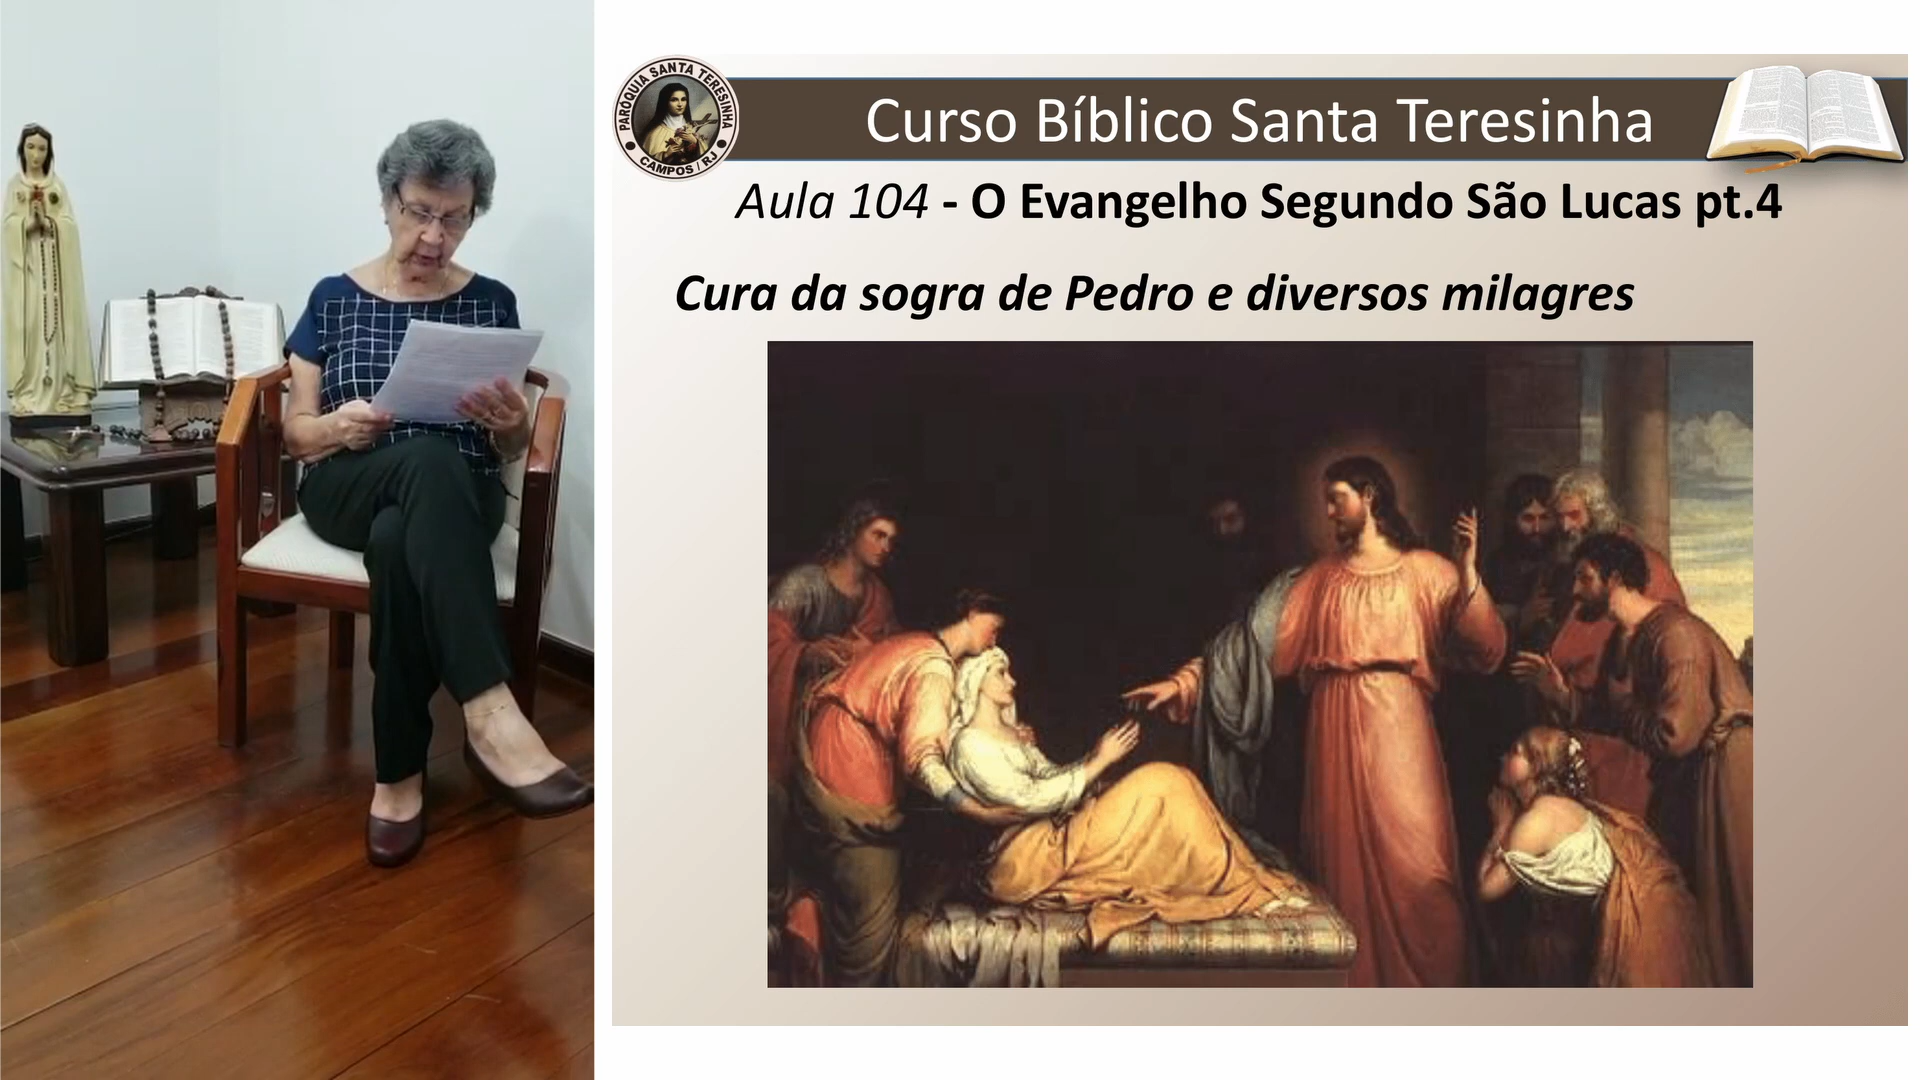 PARÓQUIA SANTA TERESINHA
CAMPOS / RJ
Curso Bíblico Santa Teresinha
Aula 104 - O Evangelho Segundo São Lucas pt.4
Cura da sogra de Pedro e diversos milagres